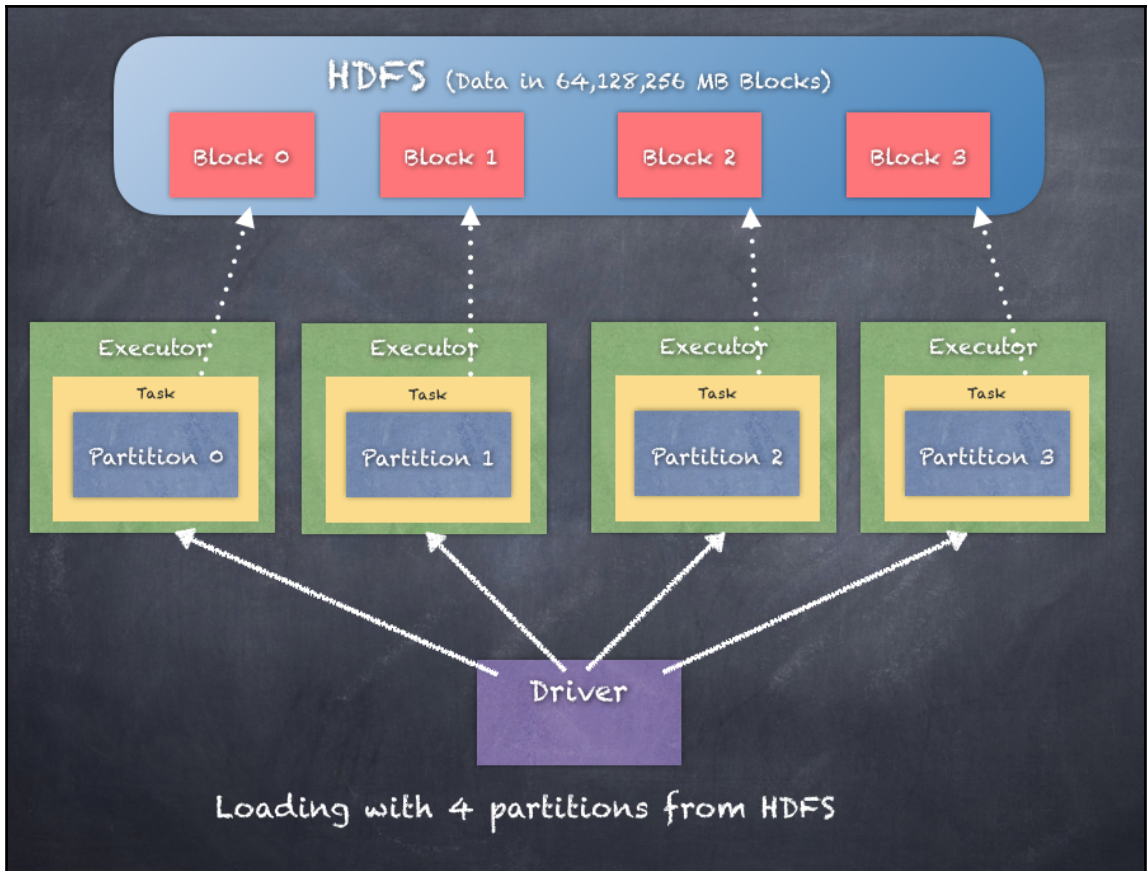 HDFS (Data in 64,128,256 MB Blocks)
Block 0
Block 1
Block 2
Block 3
Executor
Executor
Executor
Executor
Task
Task
Task
Task
Partition 0
Partition 1
Partition 2
Partition 3
Driver
Loading with 4 partitions from HDFS